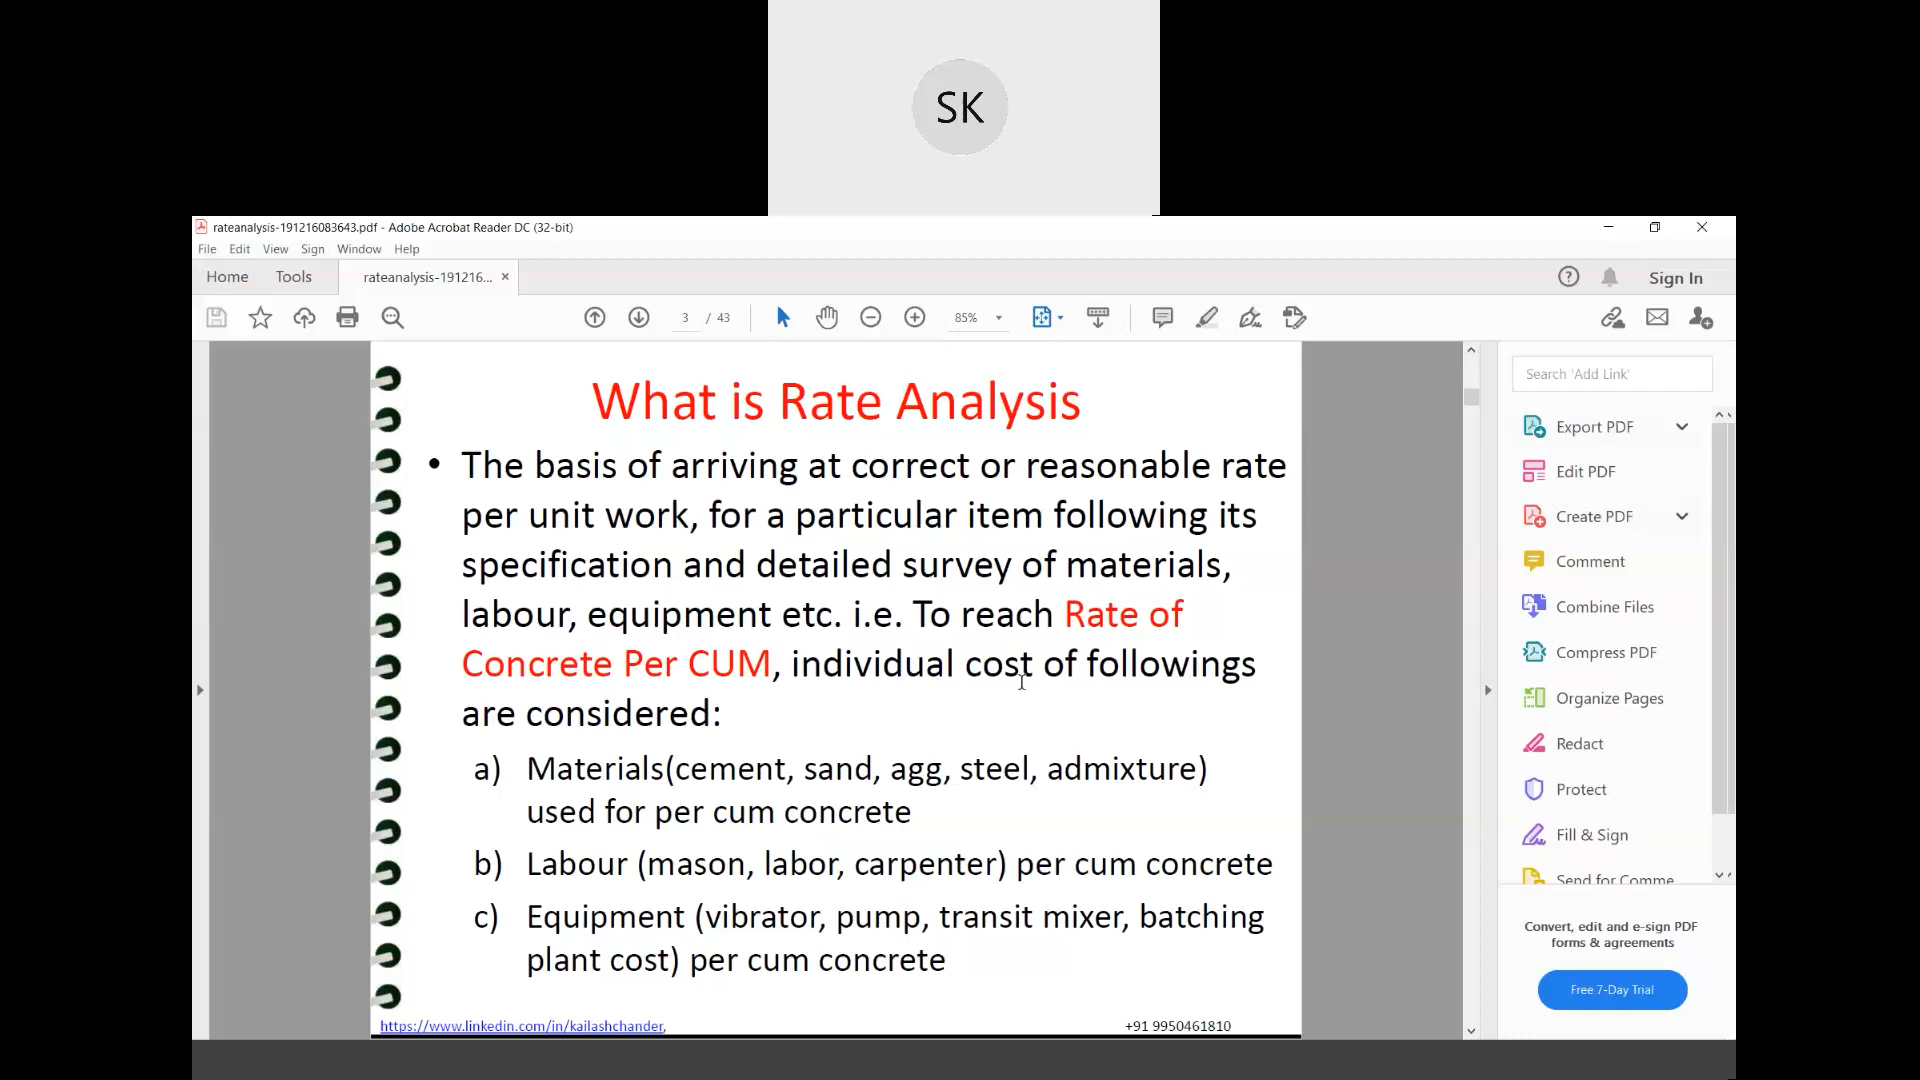 SK
rateanalysis-191216083643.pdf - Adobe Acrobat Reader DC (32-bit)
File Edit View Sign Window Help
Home Tools rateanalysis-191216... × Sign In
3 / 43 85%
What is Rate Analysis
• The basis of arriving at correct or reasonable rate
per unit work, for a particular item following its
specification and detailed survey of materials,
labour, equipment etc. i.e. To reach Rate of
Concrete Per CUM, individual cost of followings
are considered:
a) Materials(cement, sand, agg, steel, admixture)
used for per cum concrete
b) Labour (mason, labor, carpenter) per cum concrete
c) Equipment (vibrator, pump, transit mixer, batching
plant cost) per cum concrete
https://www.linkedin.com/in/kailashchander, +91 9950461810
Search 'Add Link'
Export PDF
Edit PDF
Create PDF
Comment
Combine Files
Compress PDF
Organize Pages
Redact
Protect
Fill & Sign
Send for Comme
Convert, edit and e-sign PDF
forms & agreements
Free 7-Day Trial